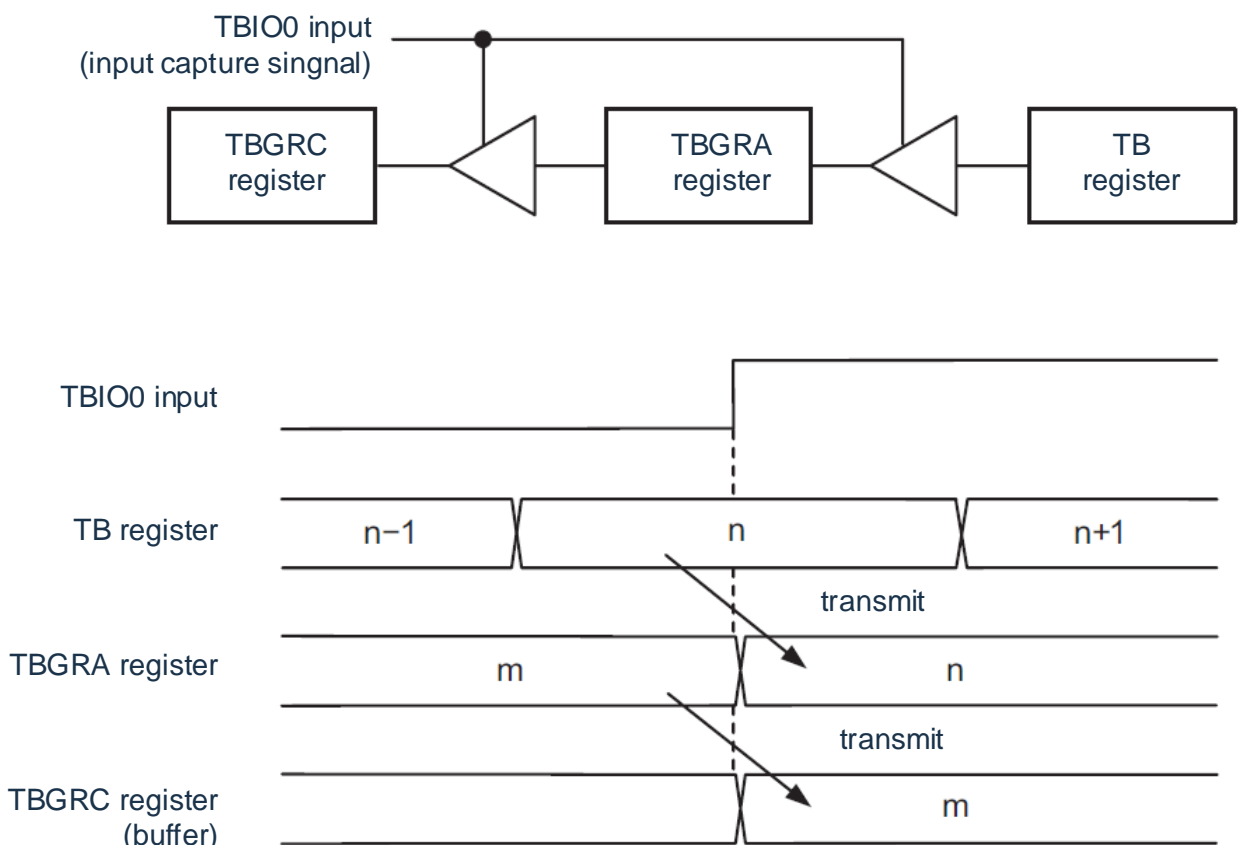 TBIO0 input
(input capture singnal)
TBGRC
register
TBGRA
register
TB
register
TBIO0 input
TB register
n−1
n
n+1
transmit
TBGRA register
m
n
transmit
TBGRC register
(buffer)
m